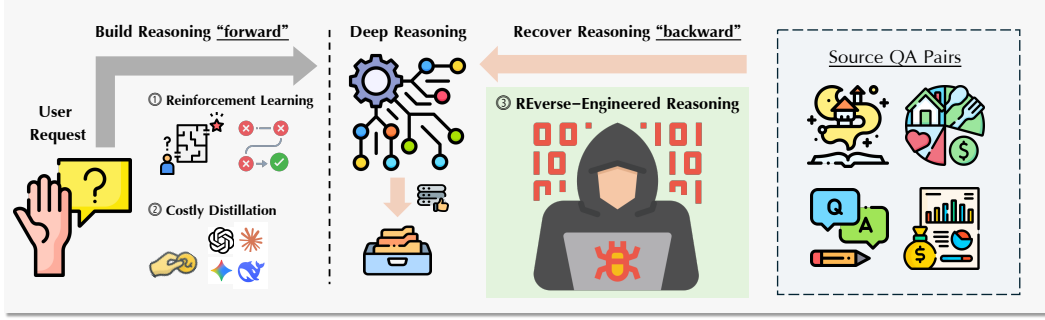 Build Reasoning “forward”
① Reinforcement Learning
?
User
Request
?
② Costly Distillation
Deep Reasoning
Recover Reasoning “backward”
③ REverse-Engineered Reasoning
Source QA Pairs
$
Q
A
$